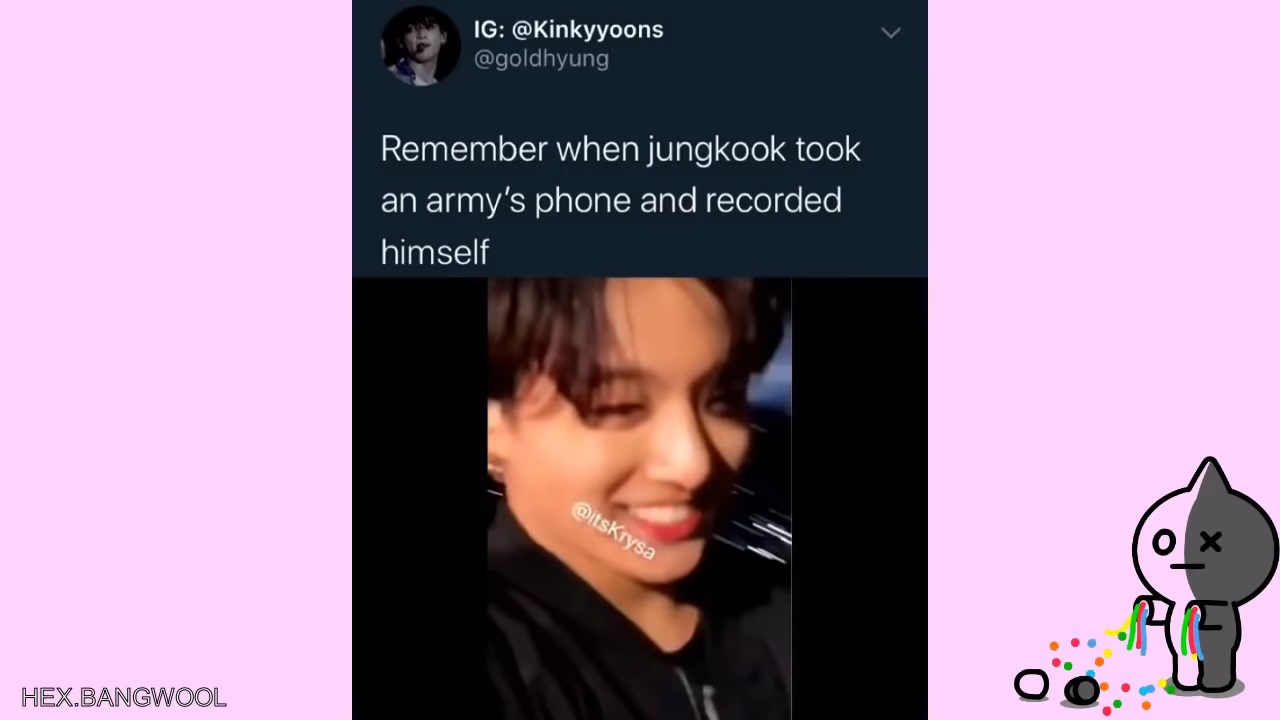 IG: @Kinkyyoons
@goldhyung
Remember when jungkook took
an army’s phone and recorded
himself
@itsKrysa
HEX.BANGWOOL